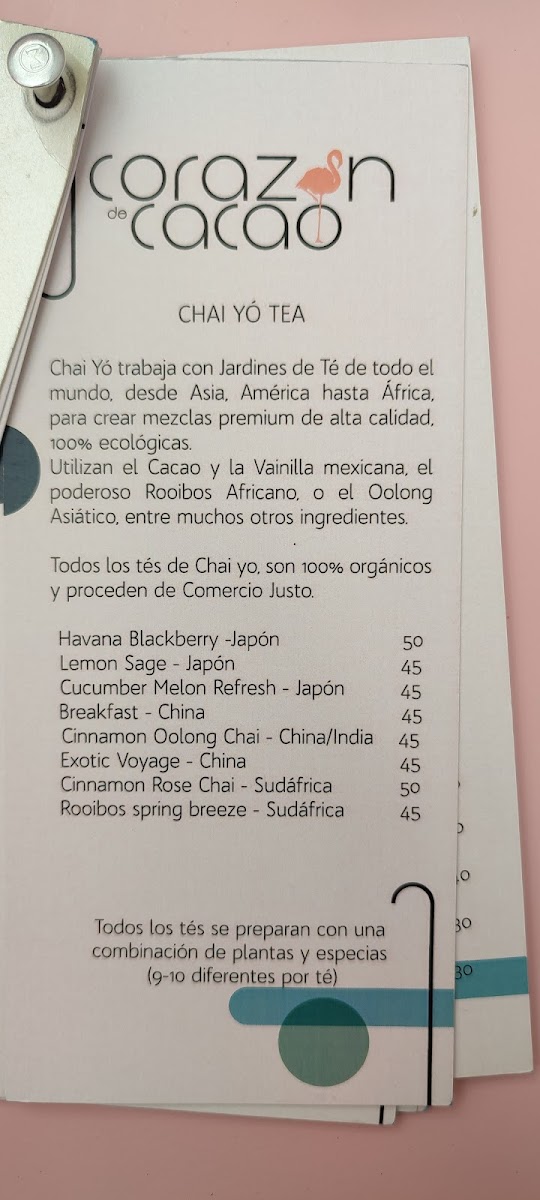 corazón
de cacao
CHAI YÓ TEA
Chai Yó trabaja con Jardines de Té de todo el
mundo, desde Asia, América hasta África,
para crear mezclas premium de alta calidad,
100% ecológicas.
Utilizan el Cacao y la Vainilla mexicana, el
poderoso Rooibos Africano, o el Oolong
Asiático, entre muchos otros ingredientes.
Todos los tés de Chai yo, son 100% orgánicos
y proceden de Comercio Justo.
Havana Blackberry -Japón 50
Lemon Sage - Japón 45
Cucumber Melon Refresh - Japón 45
Breakfast - China 45
Cinnamon Oolong Chai - China/India 45
Exotic Voyage - China 45
Cinnamon Rose Chai - Sudáfrica 50
Rooibos spring breeze - Sudáfrica 45
Todos los tés se preparan con una
combinación de plantas y especias
(9-10 diferentes por té)